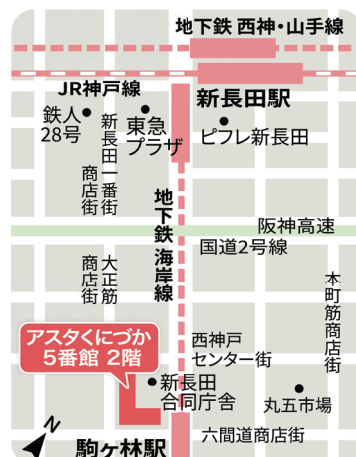 地下鉄 西神・山手線
JR神戸線
新長田駅
鉄人
28号
東急
プラザ
ピフレ新長田
新長田一番街
商店街
地下鉄 海岸線
阪神高速
国道2号線
大正筋
商店街
本町筋商店街
アスタくにづか
5番館 2階
西神戸
センター街
新長田
合同庁舎
丸五市場
六間道商店街
駒ヶ林駅
N